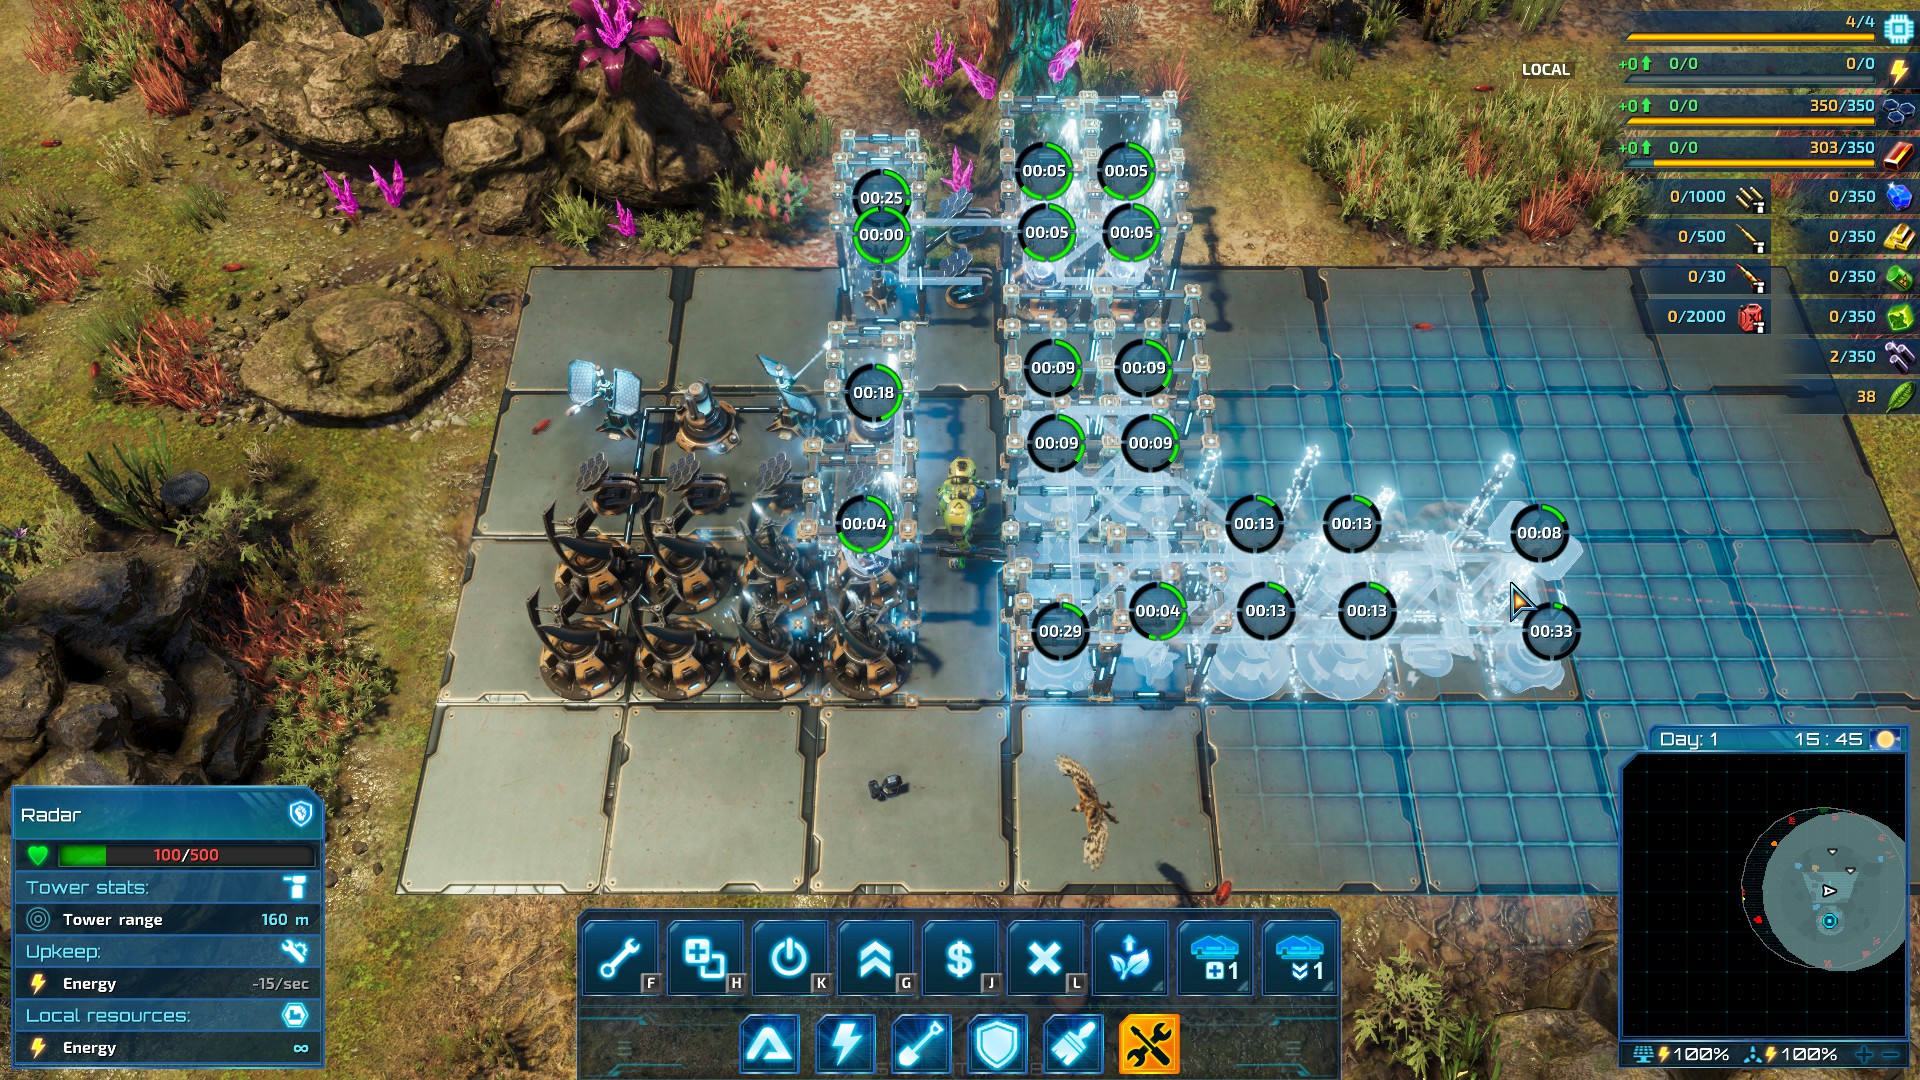 4/4
LOCAL
+0 0/0 0/0
+0 0/0 350/350
+0 0/0 303/350
0/1000 0/350
0/500 0/350
0/30 0/350
0/2000 0/350
2/350
38
00:05 00:05
00:25
00:00 00:05 00:05
00:09 00:09
00:18
00:09 00:09
00:04 00:13 00:13 00:08
00:29 00:04 00:13 00:13 00:33
Day: 1 15:45
Radar
100/500
Tower stats:
Tower range 160 m
Upkeep:
Energy -15/sec
Local resources:
Energy ∞
F H K G J L 1 1
100% 100%